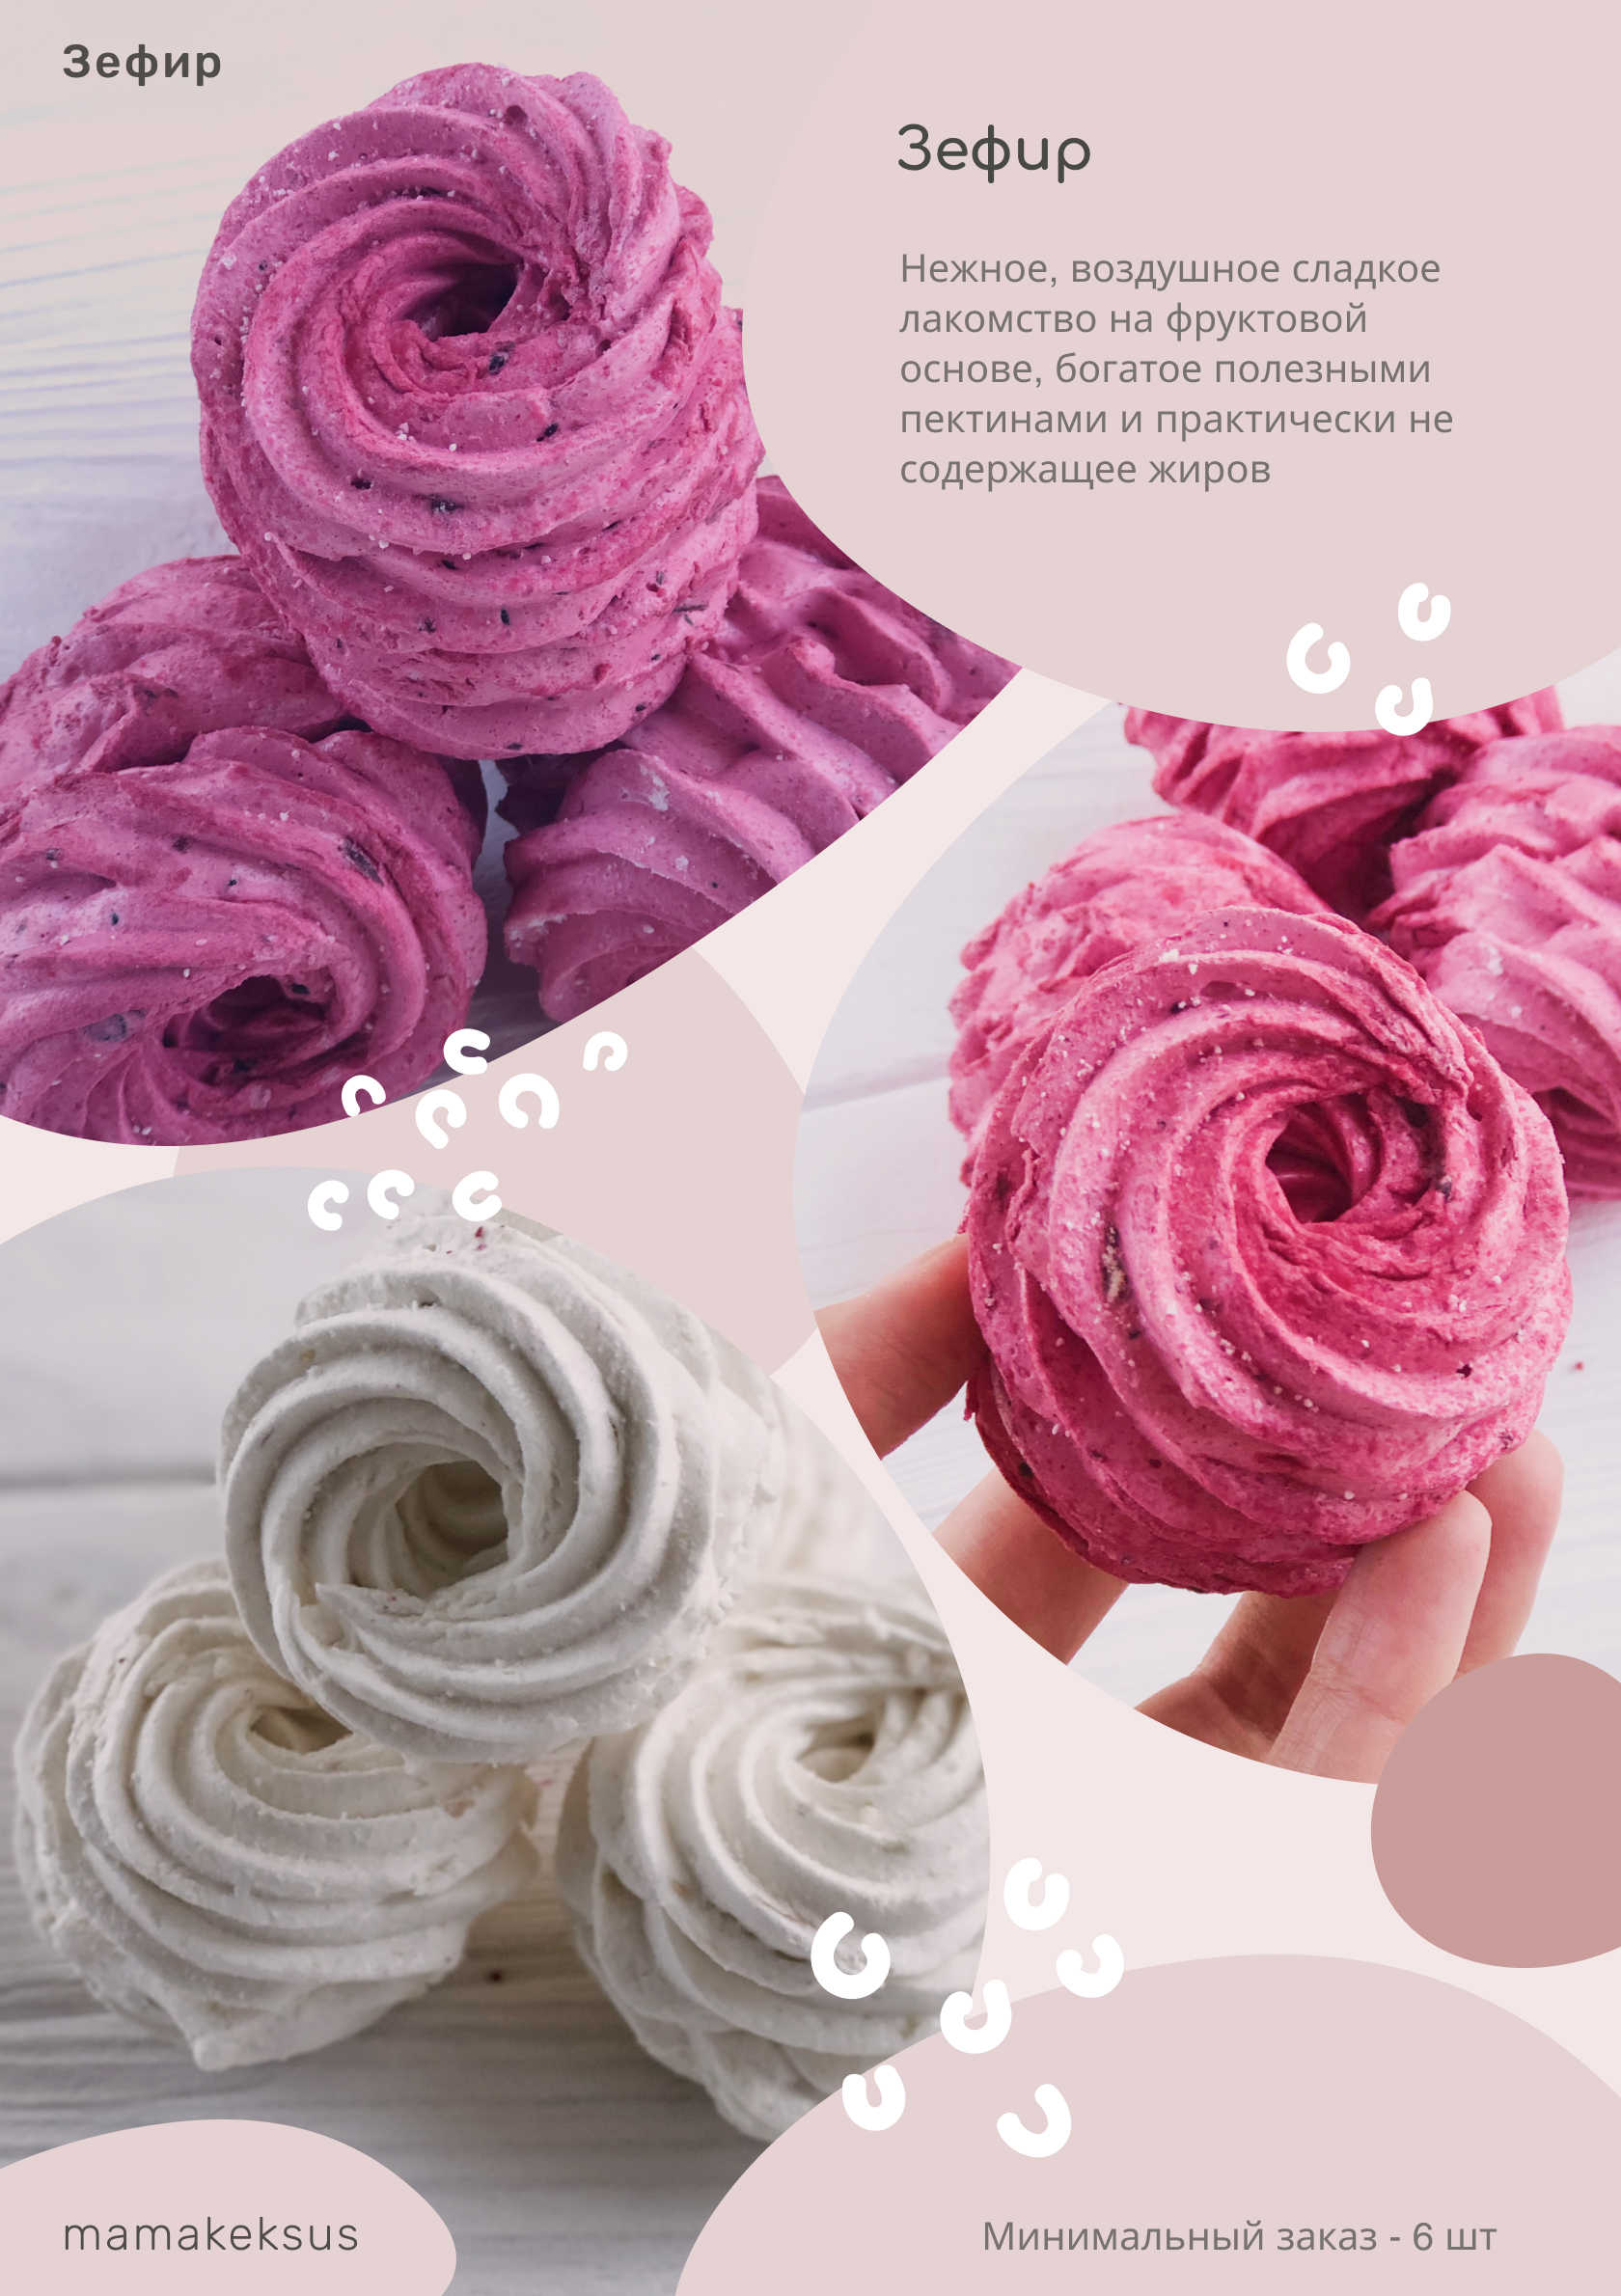 Зефир
Зефир
Нежное, воздушное сладкое
лакомство на фруктовой
основе, богатое полезными
пектинами и практически не
содержащее жиров
mamakeksus
Минимальный заказ - 6 шт